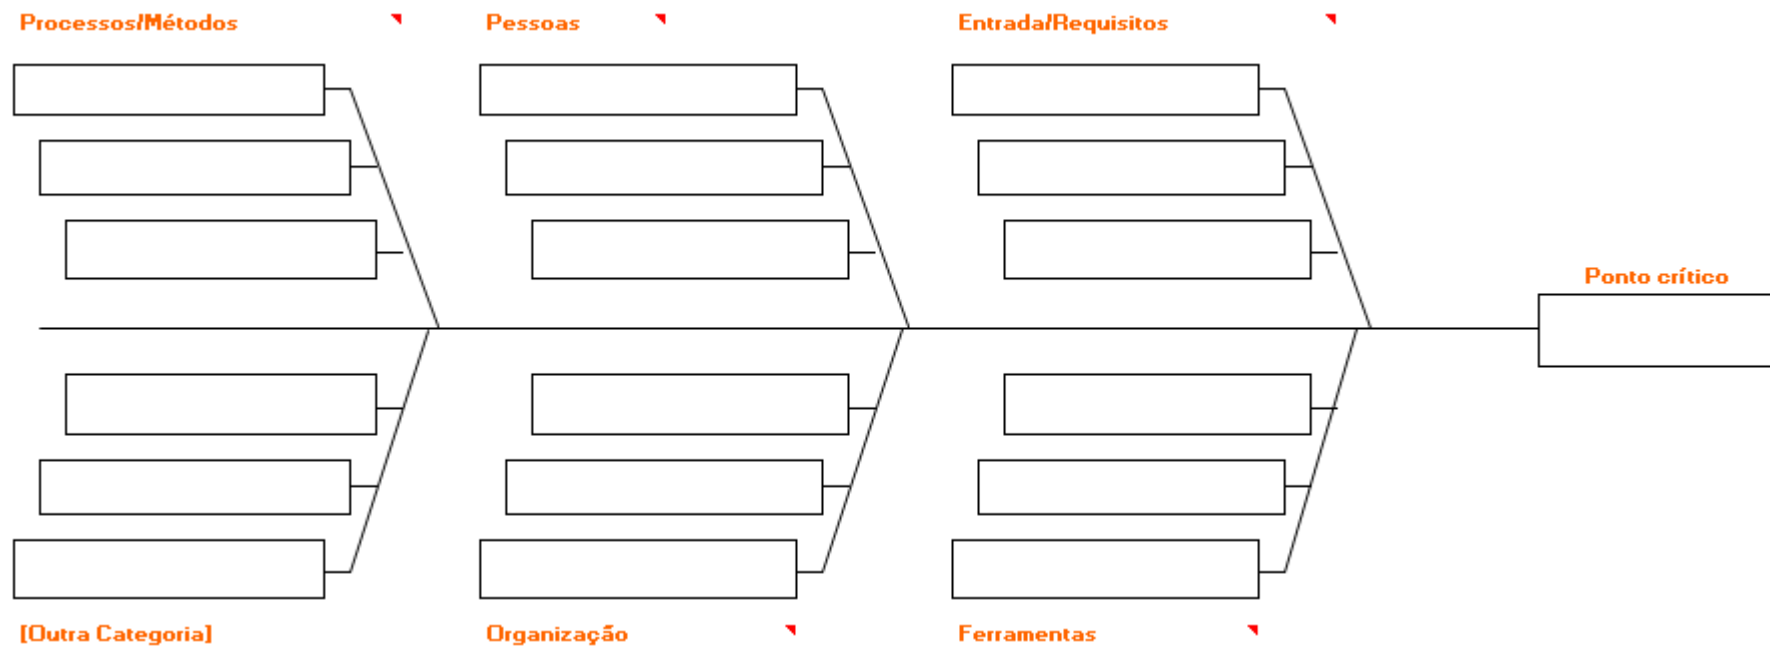 Processos/Métodos
Pessoas
Entrada/Requisitos
Ponto crítico
[Outra Categoria]
Organização
Ferramentas